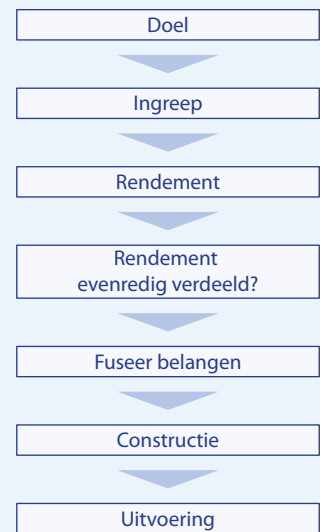 Doel
Ingreep
Rendement
Rendement
evenredig verdeeld?
Fuseer belangen
Constructie
Uitvoering